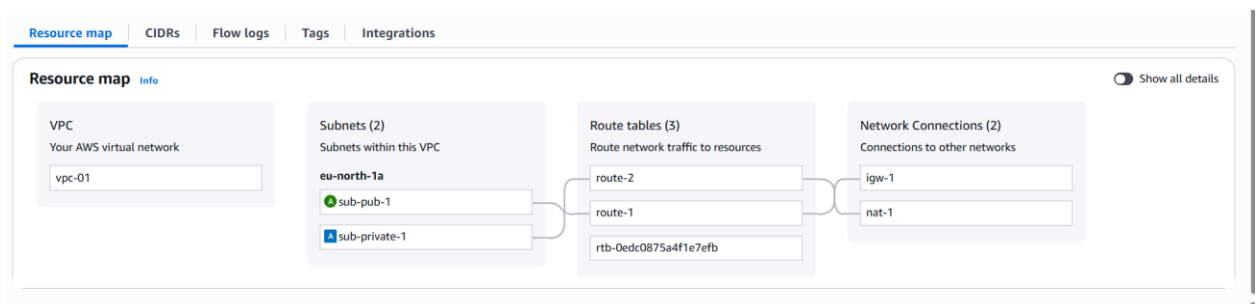 Resource map CIDRs Flow logs Tags Integrations
Resource map Info
Show all details
VPC
Your AWS virtual network
vpc-01
Subnets (2)
Subnets within this VPC
eu-north-1a
A sub-pub-1
A sub-private-1
Route tables (3)
Route network traffic to resources
route-2
route-1
rtb-0edc0875a4f1e7efb
Network Connections (2)
Connections to other networks
igw-1
nat-1